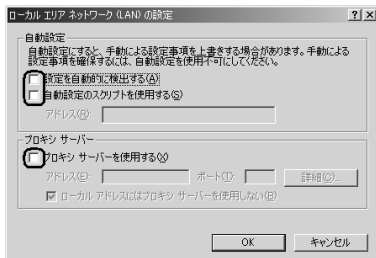 ローカル エリア ネットワーク (LAN) の設定
自動設定
自動設定にすると、手動による設定事項を上書きする場合があります。手動による
設定事項を確保するには、自動設定を使用不可にしてください。
設定を自動的に検出する(A)
自動設定のスクリプトを使用する(S)
アドレス(R):
プロキシ サーバー
プロキシ サーバーを使用する(X)
アドレス(E): ポート(T): 詳細(C)...
ローカル アドレスにはプロキシ サーバーを使用しない(B)
OK キャンセル